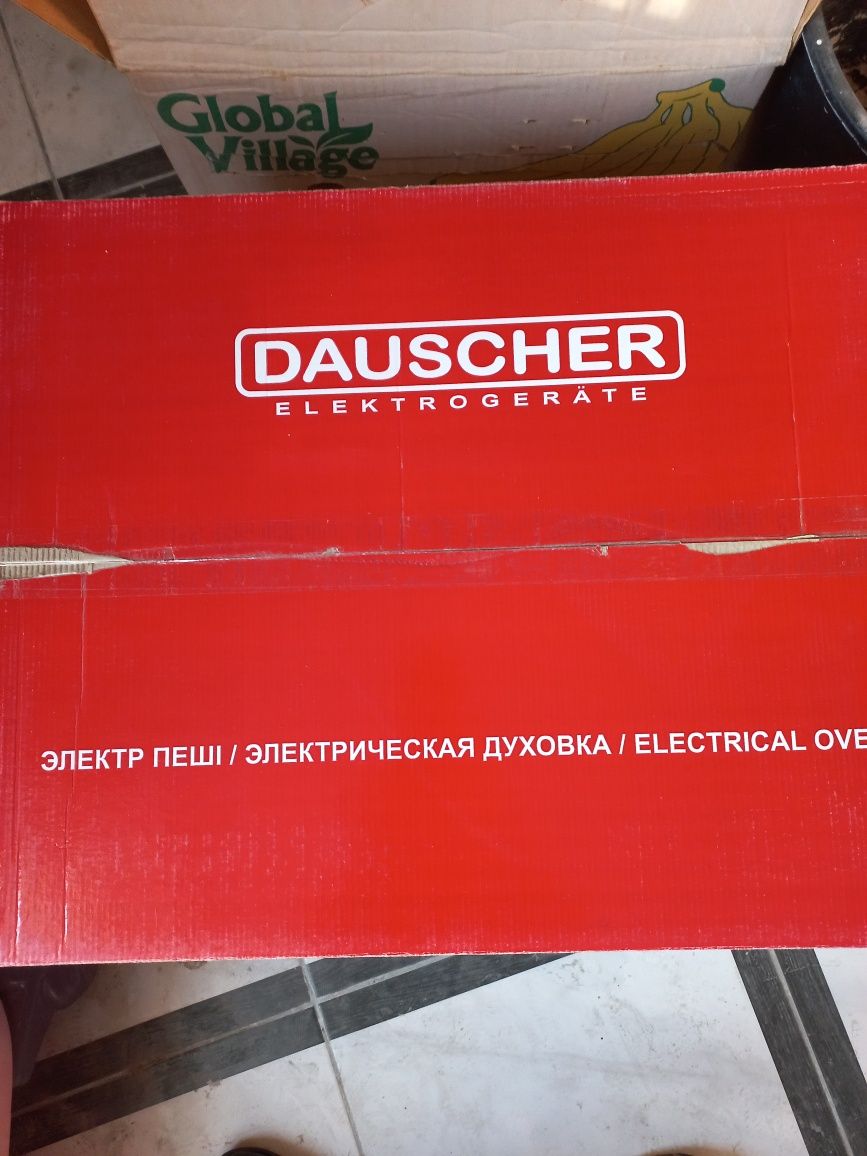 Global
Village
DAUSCHER
ELEKTROGERÄTE
ЭЛЕКТР ПЕШІ / ЭЛЕКТРИЧЕСКАЯ ДУХОВКА / ELECTRICAL OVE